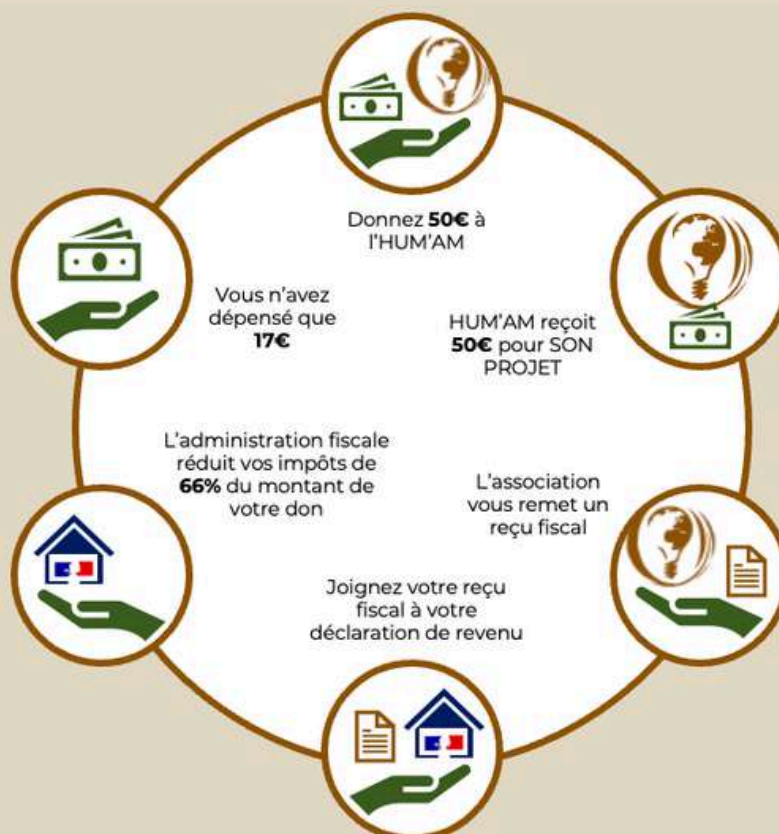 Donnez 50€ à
l'HUM'AM
HUM'AM reçoit
50€ pour SON
PROJET
L'association
vous remet un
reçu fiscal
Joignez votre reçu
fiscal à votre
déclaration de revenu
L'administration fiscale
réduit vos impôts de
66% du montant de
votre don
Vous n'avez
dépensé que
17€